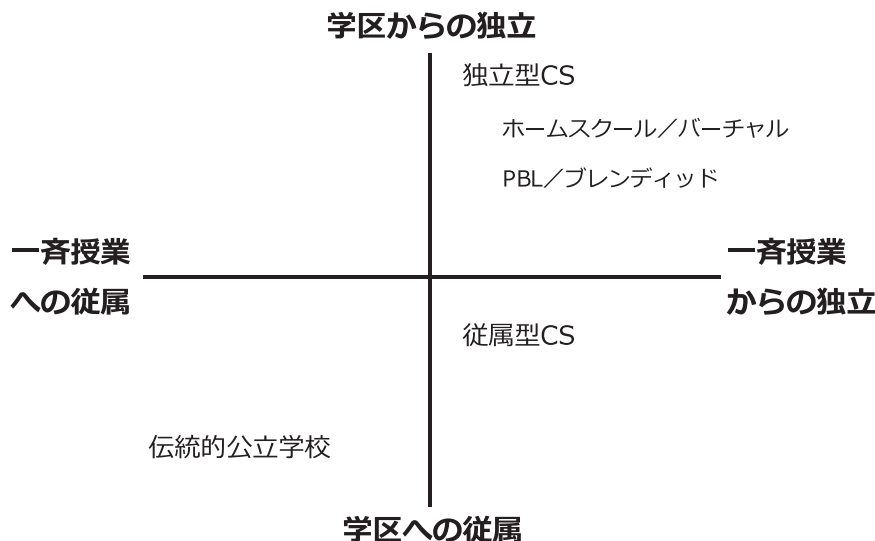 学区からの独立
独立型CS
ホームスクール／バーチャル
PBL／ブレンディッド
一斉授業
への従属
一斉授業
からの独立
従属型CS
伝統的公立学校
学区への従属